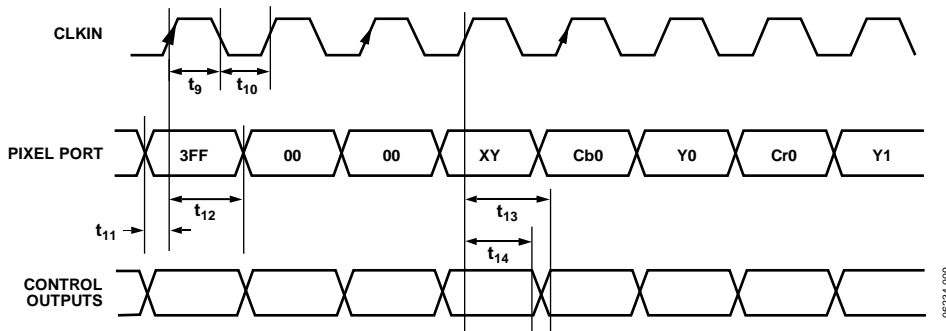 CLKIN
t9
t10
PIXEL PORT
3FF
00
00
XY
Cb0
Y0
Cr0
Y1
t12
t13
t11
t14
CONTROL
OUTPUTS